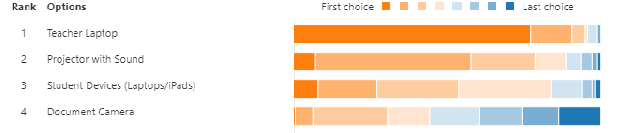 Rank Options First choice Last choice
1 Teacher Laptop
2 Projector with Sound
3 Student Devices (Laptops/iPads)
4 Document Camera